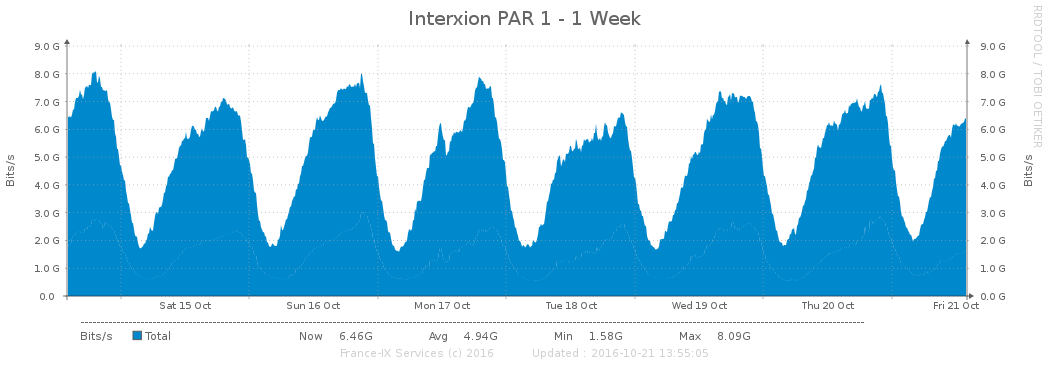 Interxion PAR 1 - 1 Week
RRDTOOL / TOBI OETIKER
9.0 G 9.0 G
8.0 G 8.0 G
7.0 G 7.0 G
6.0 G 6.0 G
5.0 G 5.0 G
4.0 G 4.0 G
3.0 G 3.0 G
2.0 G 2.0 G
1.0 G 1.0 G
0.0 0.0 G
Bits/s
Bits/s
Sat 15 Oct Sun 16 Oct Mon 17 Oct Tue 18 Oct Wed 19 Oct Thu 20 Oct Fri 21 Oct
Bits/s Total Now 6.46G Avg 4.94G Min 1.58G Max 8.09G
France-IX Services (c) 2016 Updated : 2016-10-21 13:55:05